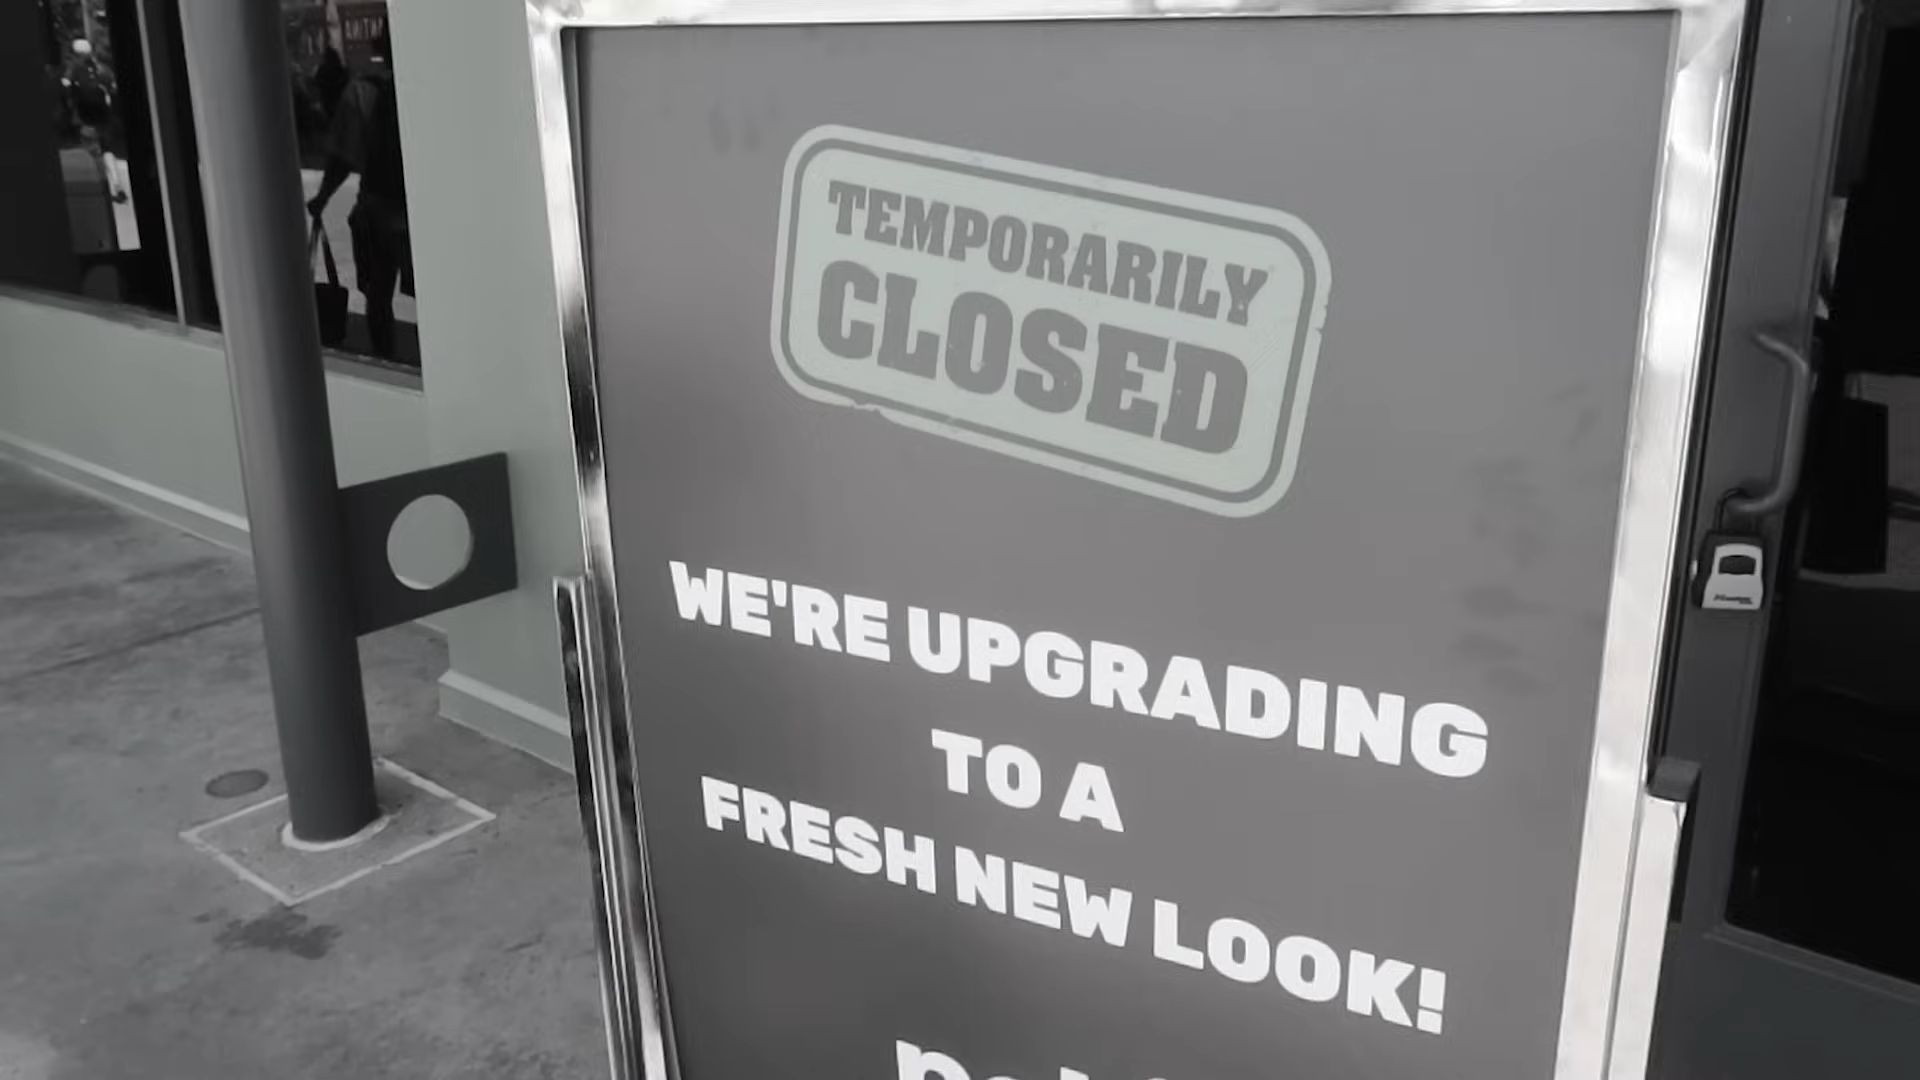 TEMPORARILY
CLOSED
WE'RE UPGRADING
TO A
FRESH NEW LOOK!